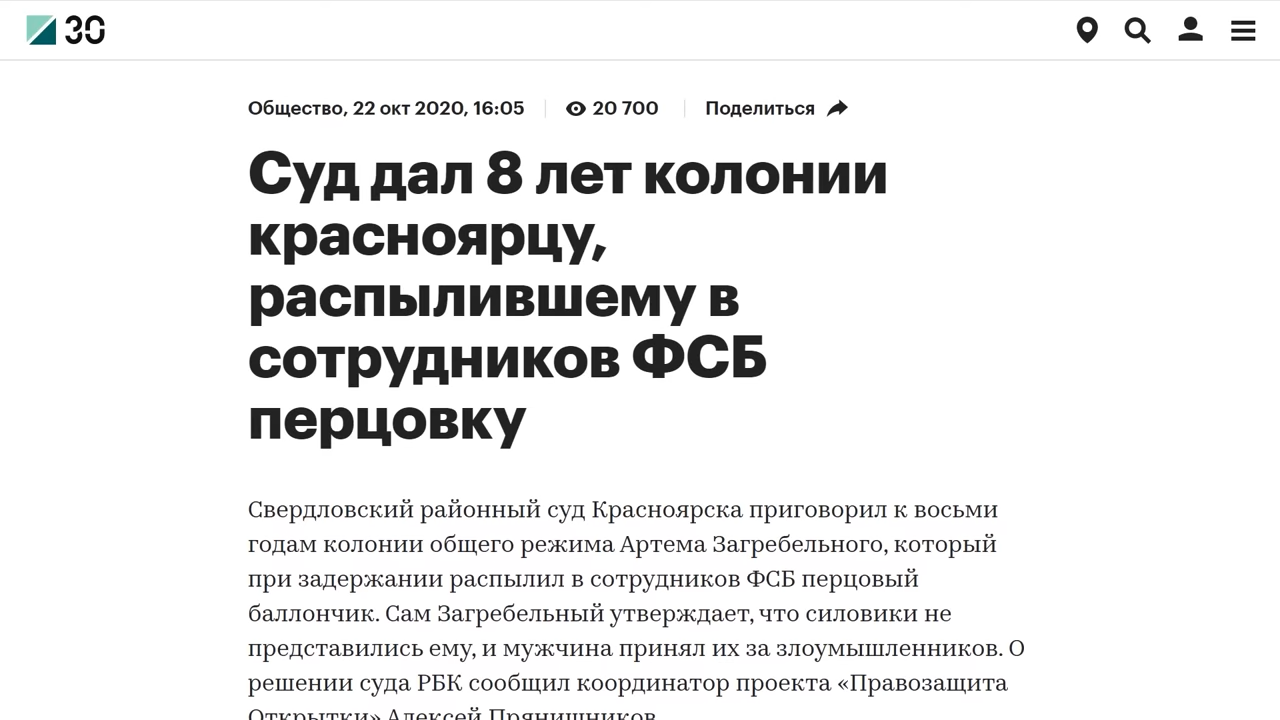 30
Общество, 22 окт 2020, 16:05 20 700 Поделиться
Суд дал 8 лет колонии
красноярцу,
распылившему в
сотрудников ФСБ
перцовку
Свердловский районный суд Красноярска приговорил к восьми
годам колонии общего режима Артема Загребельного, который
при задержании распылил в сотрудников ФСБ перцовый
баллончик. Сам Загребельный утверждает, что силовики не
представились ему, и мужчина принял их за злоумышленников. О
решении суда РБК сообщил координатор проекта «Правозащита
Открытки» Алексей Прянишников.